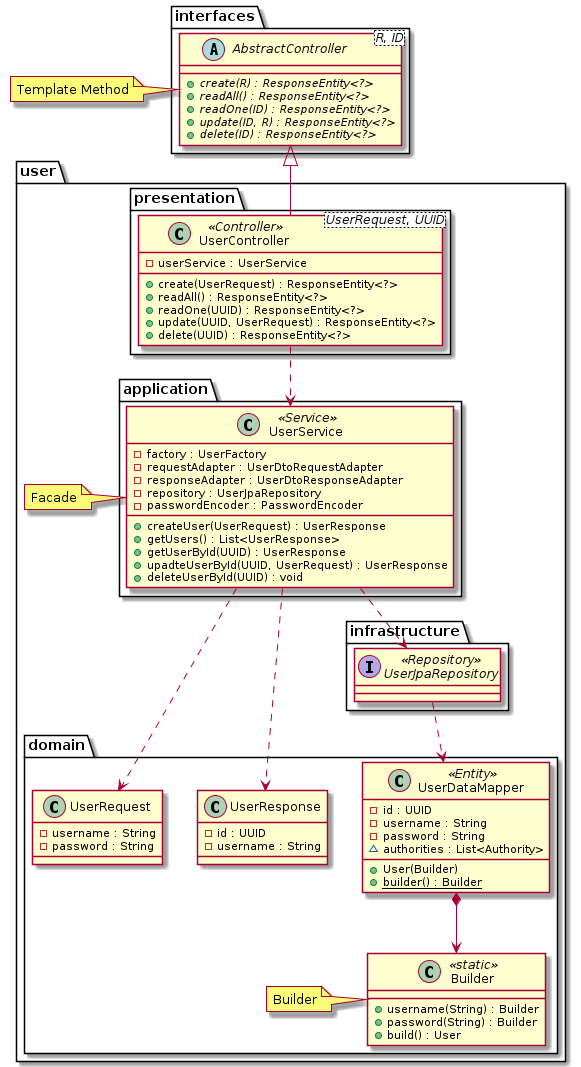 interfaces
R, ID
A AbstractController
create(R) : ResponseEntity<?>
readAll() : ResponseEntity<?>
readOne(ID) : ResponseEntity<?>
update(ID, R) : ResponseEntity<?>
delete(ID) : ResponseEntity<?>
Template Method
user
presentation
UserRequest, UUID
C «Controller»
UserController
userService : UserService
create(UserRequest) : ResponseEntity<?>
readAll() : ResponseEntity<?>
readOne(UUID) : ResponseEntity<?>
update(UUID, UserRequest) : ResponseEntity<?>
delete(UUID) : ResponseEntity<?>
application
C «Service»
UserService
factory : UserFactory
requestAdapter : UserDtoRequestAdapter
responseAdapter : UserDtoResponseAdapter
repository : UserJpaRepository
passwordEncoder : PasswordEncoder
createUser(UserRequest) : UserResponse
getUsers() : List<UserResponse>
getUserById(UUID) : UserResponse
upadteUserById(UUID, UserRequest) : UserResponse
deleteUserById(UUID) : void
Facade
infrastructure
I «Repository»
UserJpaRepository
domain
C UserRequest
username : String
password : String
C UserResponse
id : UUID
username : String
C «Entity»
UserDataMapper
id : UUID
username : String
password : String
authorities : List<Authority>
User(Builder)
builder() : Builder
C «static»
Builder
username(String) : Builder
password(String) : Builder
build() : User
Builder